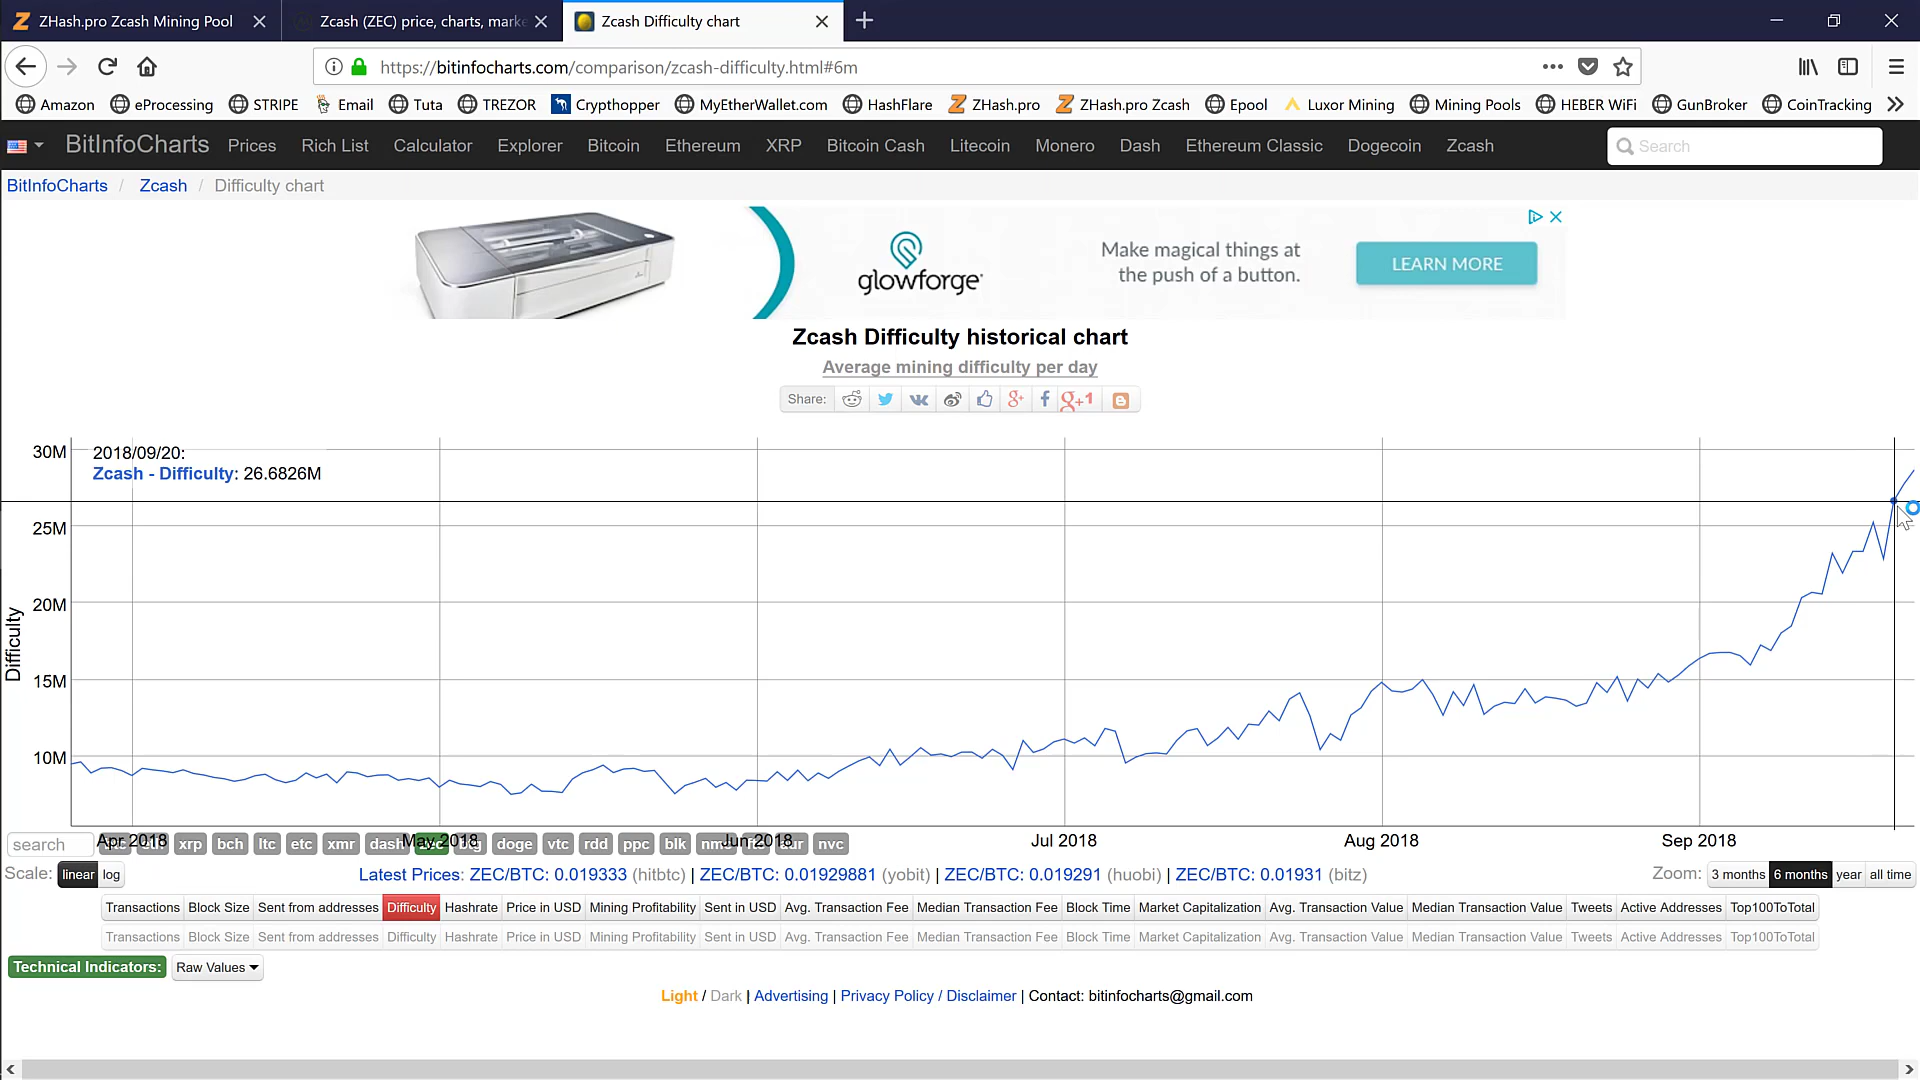 ZHash.pro Zcash Mining Pool
Zcash (ZEC) price, charts, marke
Zcash Difficulty chart
https://bitinfocharts.com/comparison/zcash-difficulty.html#6m
Amazon eProcessing STRIPE Email Tuta TREZOR Crypthopper MyEtherWallet.com HashFlare ZHash.pro ZHash.pro Zcash Epool Luxor Mining Mining Pools HEBER WiFi GunBroker CoinTracking
BitInfoCharts Prices Rich List Calculator Explorer Bitcoin Ethereum XRP Bitcoin Cash Litecoin Monero Dash Ethereum Classic Dogecoin Zcash Search
BitInfoCharts / Zcash / Difficulty chart
glowforge
Make magical things at
the push of a button.
LEARN MORE
Zcash Difficulty historical chart
Average mining difficulty per day
Share: g+ f g+1
30M
2018/09/20:
Zcash - Difficulty: 26.6826M
25M
20M
Difficulty
15M
10M
Apr 2018 May 2018 Jun 2018 Jul 2018 Aug 2018 Sep 2018
search xrp bch ltc etc xmr dash doge vtc rdd ppc blk nmc nvc
Scale: linear log
Latest Prices: ZEC/BTC: 0.019333 (hitbtc) | ZEC/BTC: 0.01929881 (yobit) | ZEC/BTC: 0.019291 (huobi) | ZEC/BTC: 0.01931 (bitz)
Zoom: 3 months 6 months year all time
Transactions Block Size Sent from addresses Difficulty Hashrate Price in USD Mining Profitability Sent in USD Avg. Transaction Fee Median Transaction Fee Block Time Market Capitalization Avg. Transaction Value Median Transaction Value Tweets Active Addresses Top100ToTotal
Transactions Block Size Sent from addresses Difficulty Hashrate Price in USD Mining Profitability Sent in USD Avg. Transaction Fee Median Transaction Fee Block Time Market Capitalization Avg. Transaction Value Median Transaction Value Tweets Active Addresses Top100ToTotal
Technical Indicators: Raw Values
Light / Dark | Advertising | Privacy Policy / Disclaimer | Contact: bitinfocharts@gmail.com